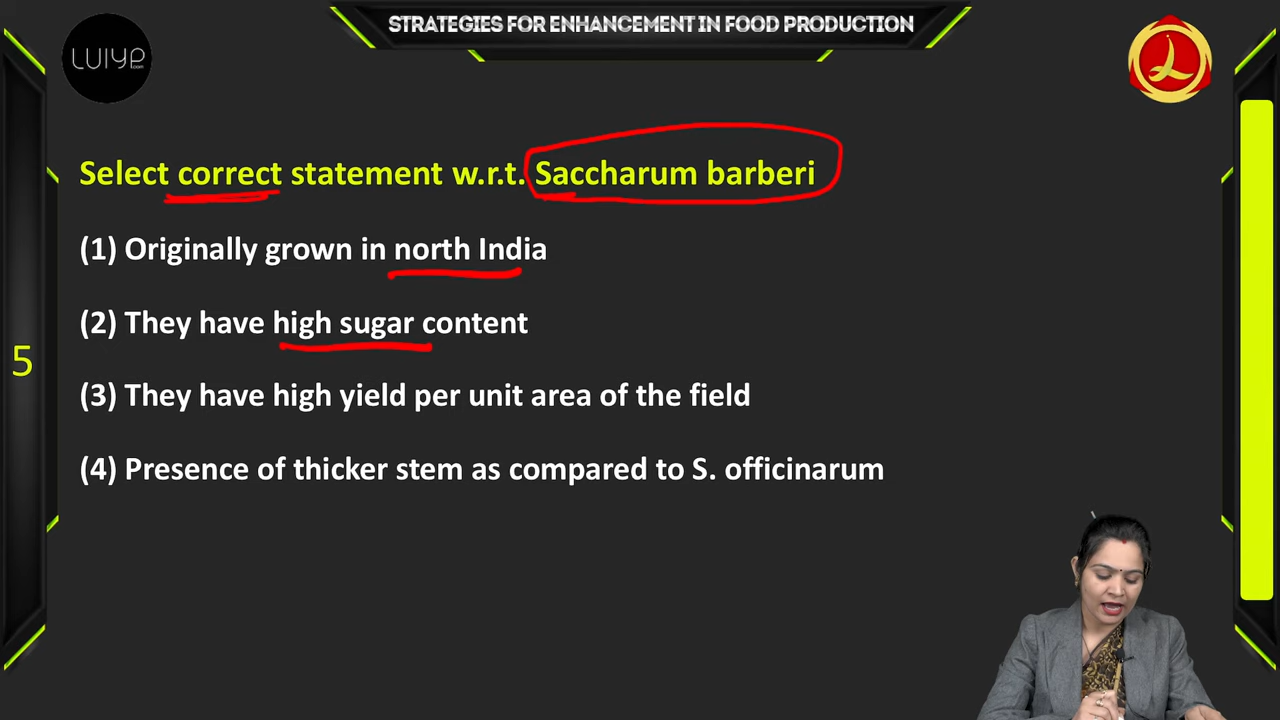 STRATEGIES FOR ENHANCEMENT IN FOOD PRODUCTION
LUIYP
.com
Select correct statement w.r.t. Saccharum barberi
(1) Originally grown in north India
(2) They have high sugar content
5
(3) They have high yield per unit area of the field
(4) Presence of thicker stem as compared to S. officinarum